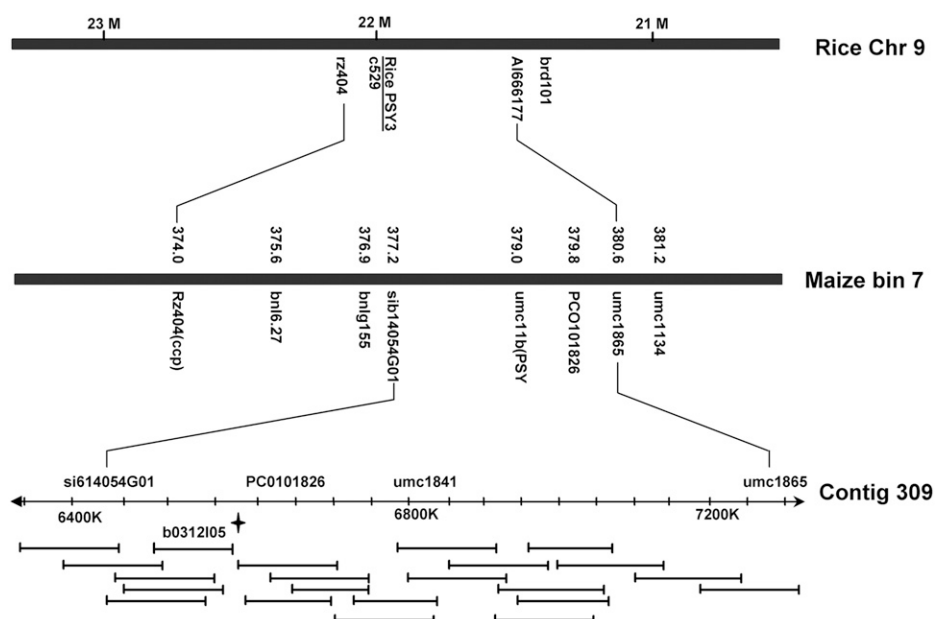 23 M 22 M 21 M
Rice Chr 9
rz404
c529
Rice PSY3
AI666177
brd101
374.0 375.6 376.9 377.2 379.0 379.8 380.6 381.2
Maize bin 7
Rz404(ccp)
bnl6.27
bnlg155
sib14054G01
umc11b(PSY
PCO101826
umc1865
umc1134
si614054G01 PC0101826 umc1841 umc1865
Contig 309
6400K 6800K 7200K
b0312I05